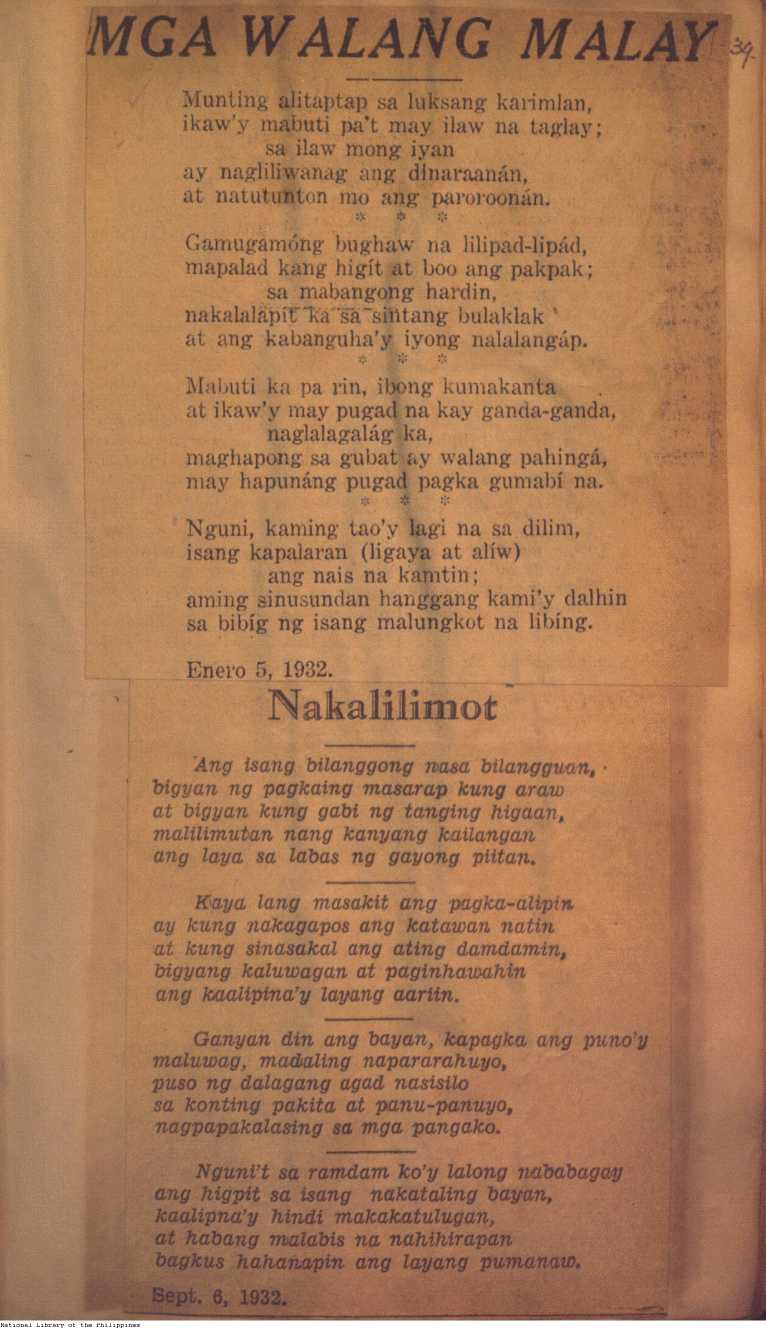 MGA WALANG MALAY
39.
Munting alitaptap sa luksang karimlan,
ikaw'y mabuti pa't may ilaw na taglay;
sa ilaw mong iyan
ay nagliliwanag ang dinaraanán,
at natutunton mo ang paroroonán.
* * *
Gamugamóng bughaw na lilipad-lipád,
mapalad kang higít at boo ang pakpak;
sa mabangong hardin,
nakalalapít ka sa sintang bulaklak
at ang kabanguha'y iyong nalalangáp.
* * *
Mabuti ka pa rin, ibong kumakanta
at ikaw'y may pugad na kay ganda-ganda,
naglalagalág ka,
maghapong sa gubat ay walang pahingá,
may hapunáng pugad pagka gumabí na.
* * *
Nguni, kaming tao'y lagi na sa dilim,
isang kapalaran (ligaya at alíw)
ang nais na kamtin;
aming sinusundan hanggang kami'y dalhin
sa bibíg ng isang malungkot na libíng.
Enero 5, 1932.
Nakalilimot
Ang isang bilanggong nasa bilangguan,
bigyan ng pagkaing masarap kung araw
at bigyan kung gabi ng tanging higaan,
malilimutan nang kanyang kailangan
ang laya sa labas ng gayong piitan.
Kaya lang masakit ang pagka-alipin
ay kung nakagapos ang katawan natin
at kung sinasakal ang ating damdamin,
bigyang kaluwagan at paginhawahin
ang kaalipina'y layang aariin.
Ganyan din ang bayan, kapagka ang puno'y
maluwag, madaling napararahuyo,
puso ng dalagang agad nasisilo
sa konting pakita at panu-panuyo,
nagpapakalasing sa mga pangako.
Nguni't sa ramdam ko'y lalong nababagay
ang higpit sa isang nakataling bayan,
kaalipna'y hindi makakatulugan,
at habang malabis na nahihirapan
bagkus hahanapin ang layang pumanaw.
Sept. 6, 1932.
National Library of the Philippines